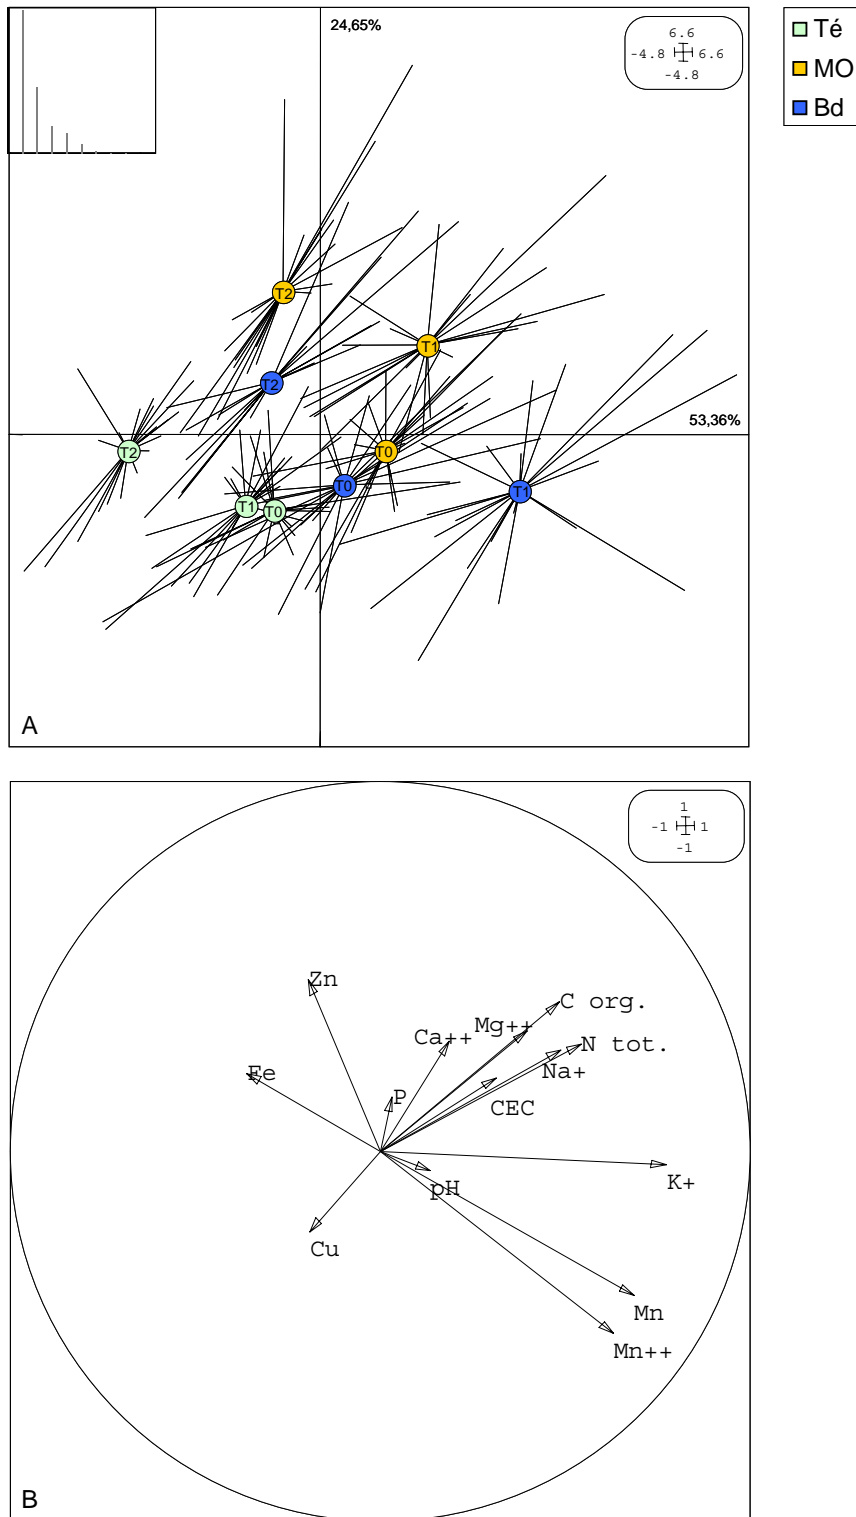 24,65%
6.6
-4.8 6.6
-4.8
Té
MO
Bd
T2
T1
T2
53,36%
T2
T0
T0
T1
T1
T0
A
1
-1 1
-1
Zn
C org.
Mg++
Ca++
N tot.
Fe
Na+
P
CEC
K+
pH
Cu
Mn
Mn++
B